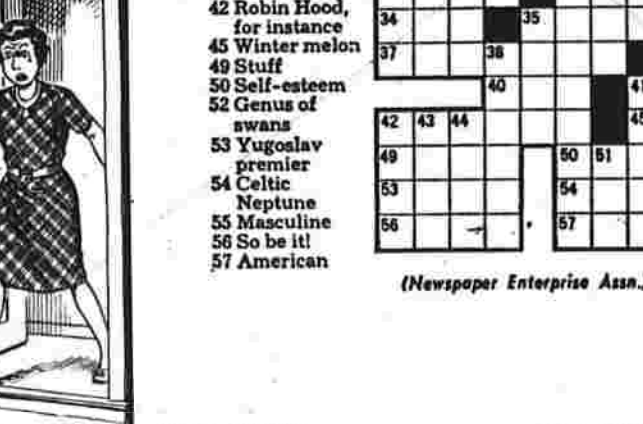 42 Robin Hood,
for instance
45 Winter melon
49 Stuff
50 Self-esteem
52 Genus of
swans
53 Yugoslav
premier
54 Celtic
Neptune
55 Masculine
56 So be it!
57 American
34
35
37
38
40
41
42
43
44
45
49
50
51
53
54
56
57
(Newspaper Enterprise Assn.